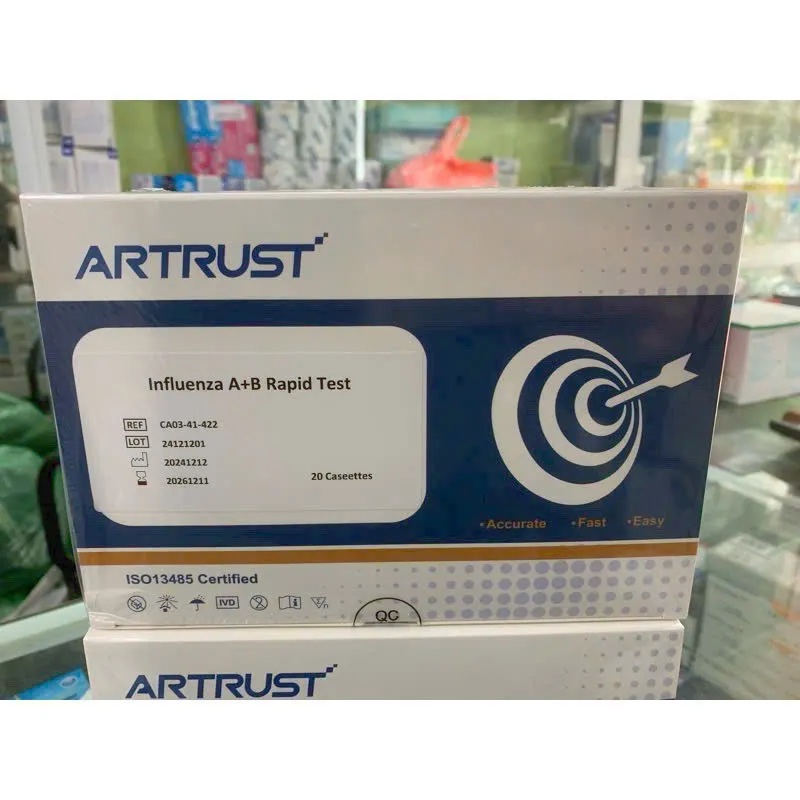 ARTRUST
Influenza A+B Rapid Test
REF CA03-41-422
LOT 24121201
20241212
20261211
20 Caseettes
•Accurate •Fast •Easy
ISO13485 Certified
IVD
QC
ARTRUST